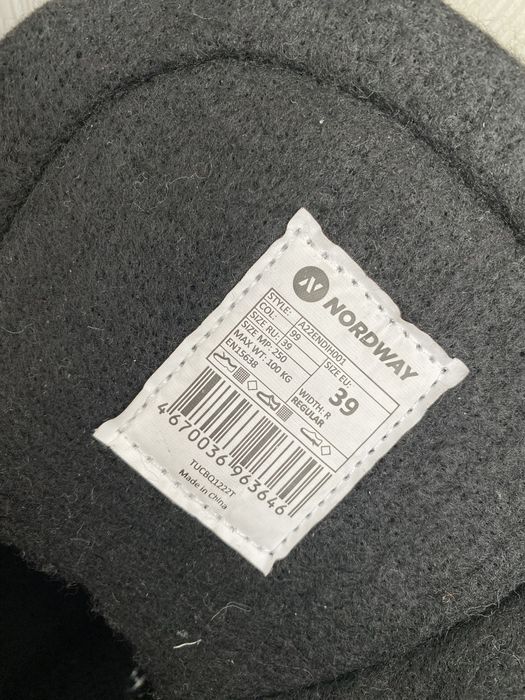 NORDWAY
STYLE: A22ENDIH001
COL: 99
SIZE RU: 39
SIZE MP: 250
MAX WT: 100 KG
EN15638
SIZE EU:
39
WIDTH: R
REGULAR
4670036963646
TUCBQ1222T
Made in China